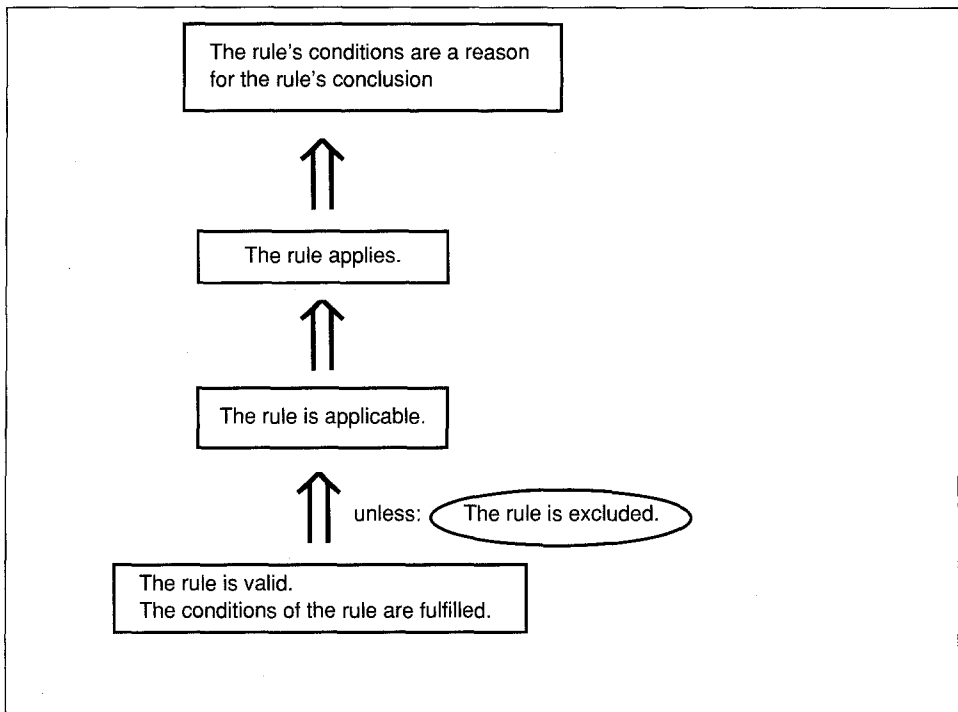 The rule's conditions are a reason
for the rule's conclusion
The rule applies.
The rule is applicable.
unless: The rule is excluded.
The rule is valid.
The conditions of the rule are fulfilled.